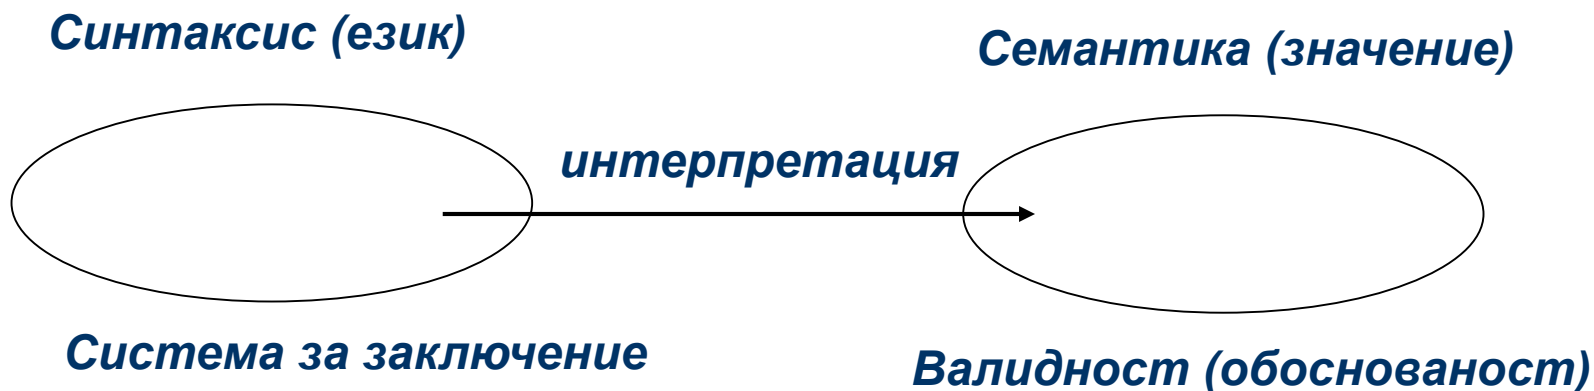 Синтаксис (език)
Семантика (значение)
интерпретация
Система за заключение
Валидност (обоснованост)